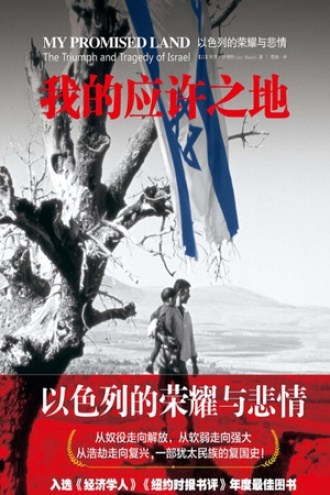 MY PROMISED LAND 以色列的荣耀与悲情
The Triumph and Tragedy of Israel
我的应许之地
以色列的荣耀与悲情
从奴役走向解放,从软弱走向强大
从浩劫走向复兴,一部犹太民族的复国史!
入选《经济学人》《纽约时报书评》年度最佳图书